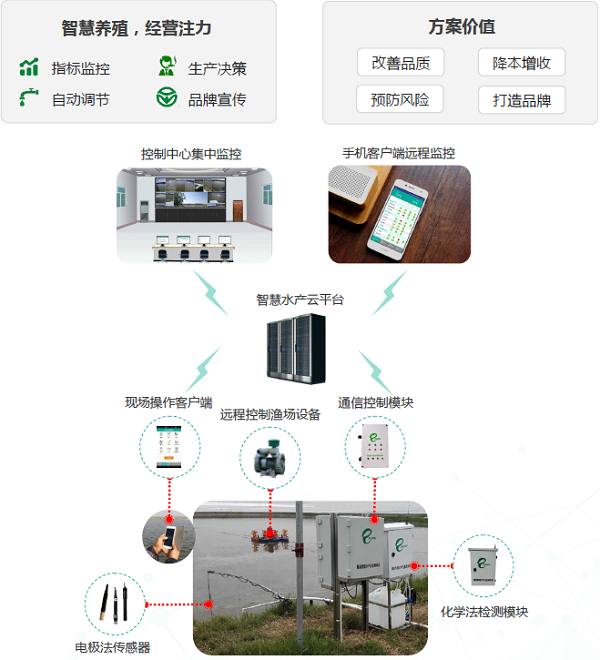 智慧养殖，经营注力
指标监控
生产决策
自动调节
品牌宣传
方案价值
改善品质
降本增收
预防风险
打造品牌
控制中心集中监控
手机客户端远程监控
智慧水产云平台
现场操作客户端
远程控制渔场设备
通信控制模块
化学法检测模块
电极法传感器